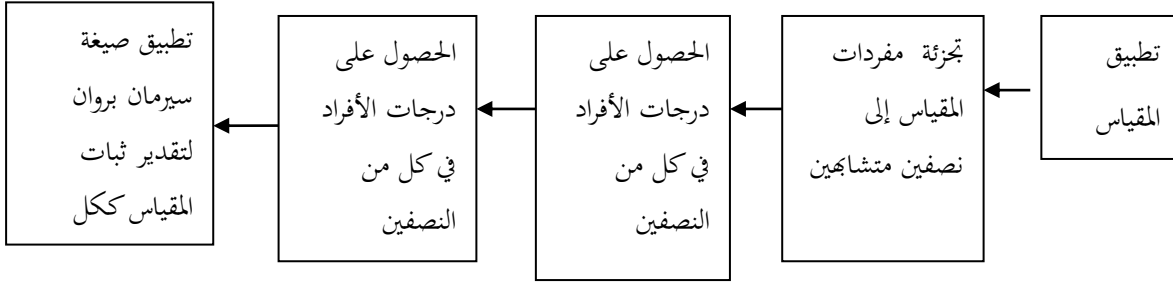 تطبيق
المقياس
تجزئة مفردات
المقياس إلى
نصفين متشابهين
الحصول على
درجات الأفراد
في كل من
النصفين
الحصول على
درجات الأفراد
في كل من
النصفين
تطبيق صيغة
سيرمان بروان
لتقدير ثبات
المقياس ككل